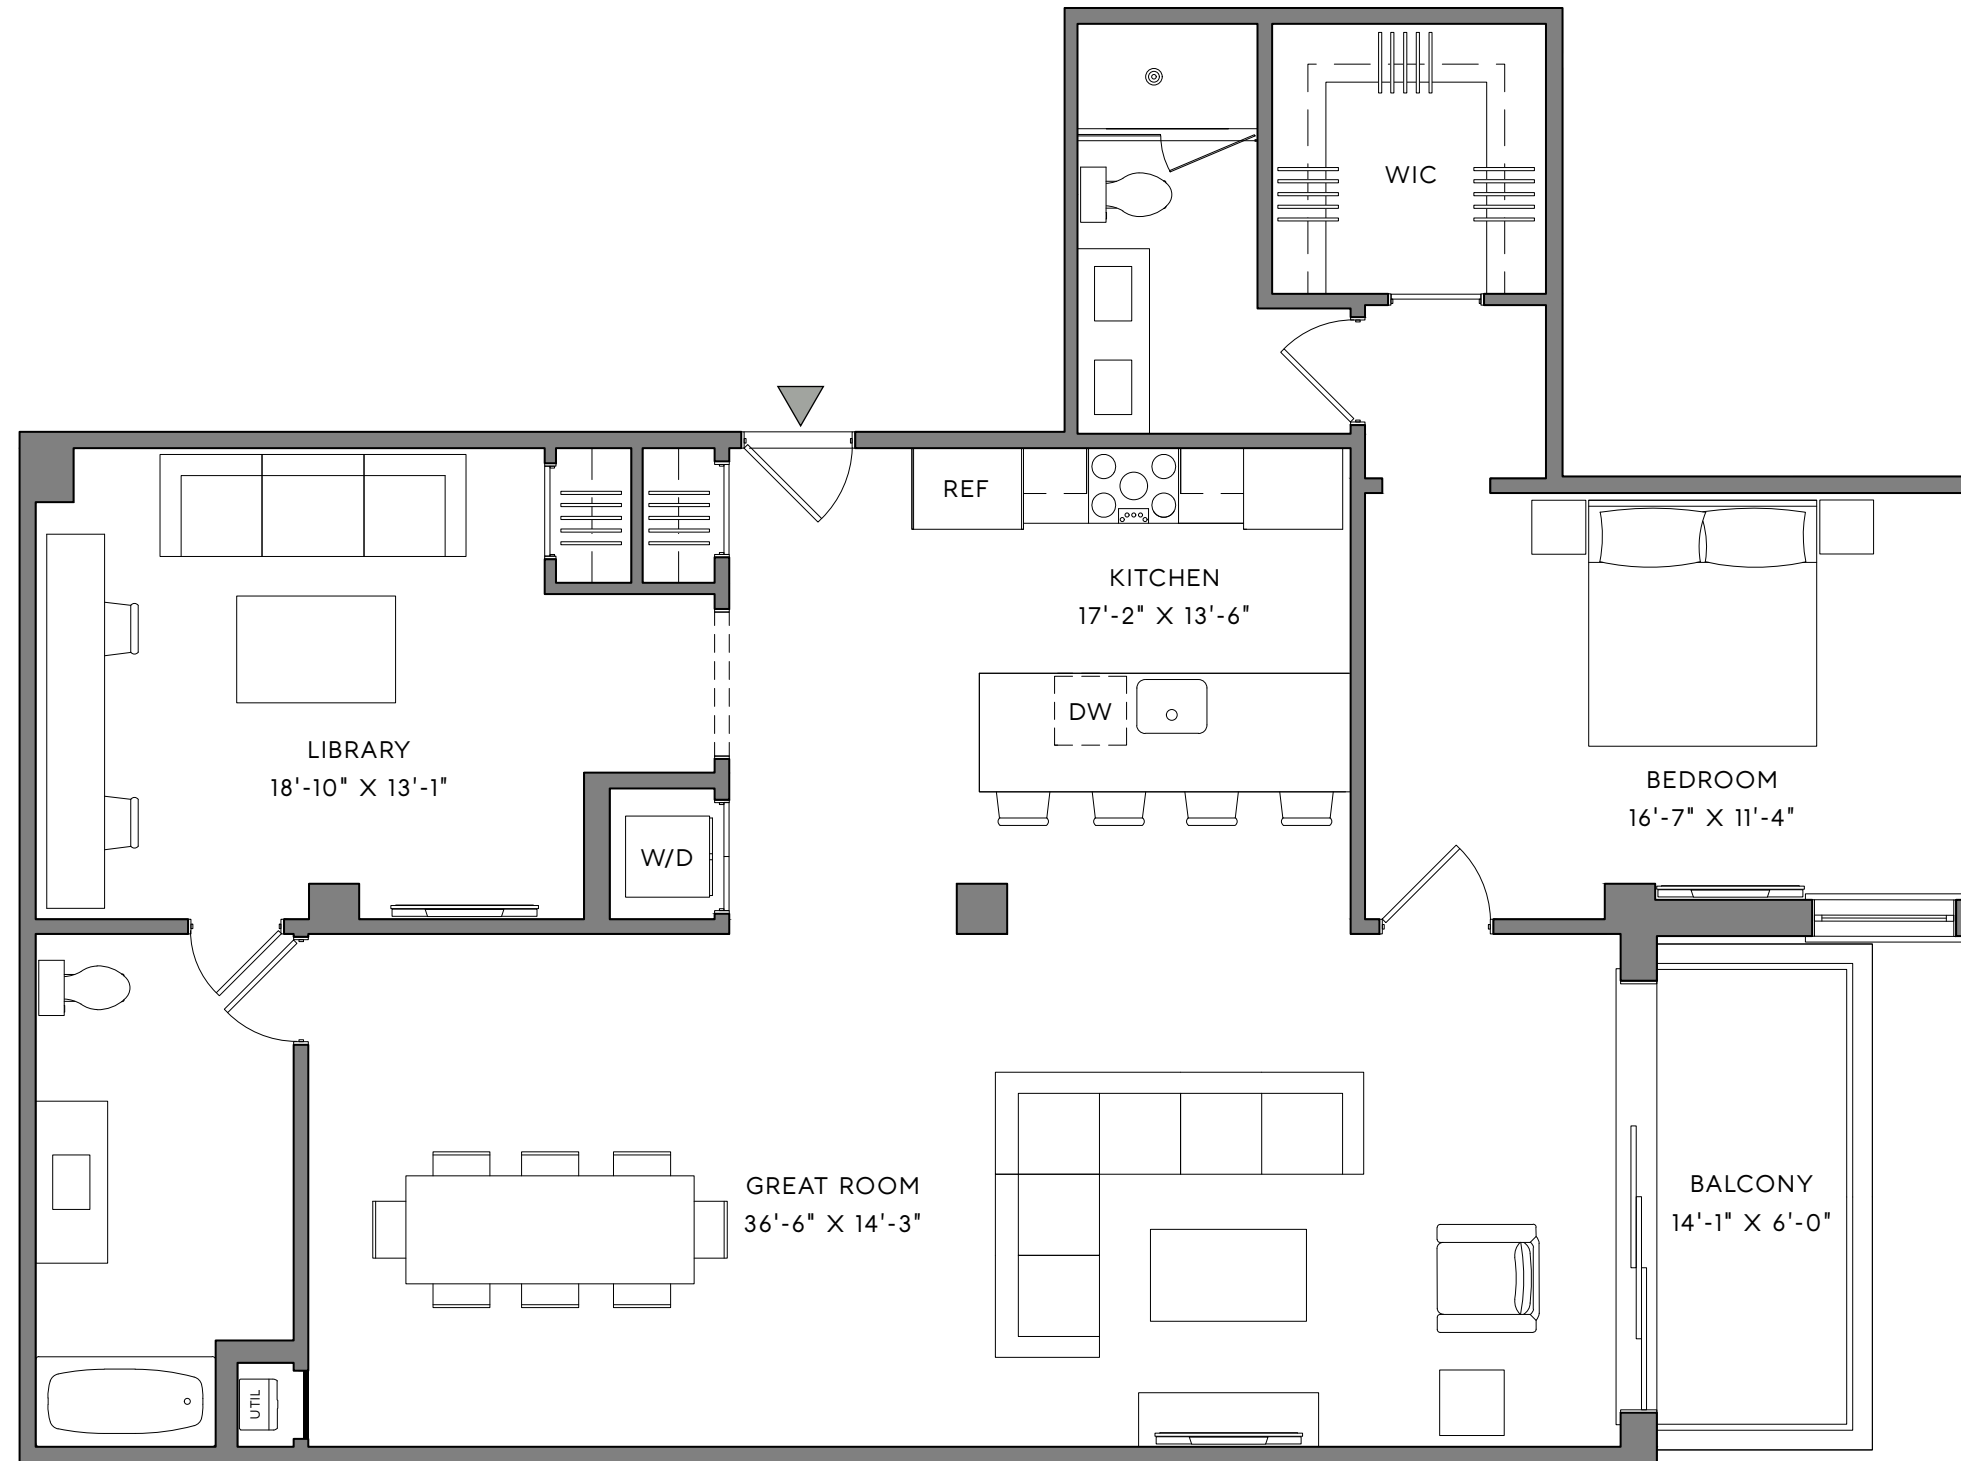 WIC
REF
KITCHEN
17'-2" X 13'-6"
DW
LIBRARY
18'-10" X 13'-1"
W/D
BEDROOM
16'-7" X 11'-4"
GREAT ROOM
36'-6" X 14'-3"
BALCONY
14'-1" X 6'-0"
UTIL